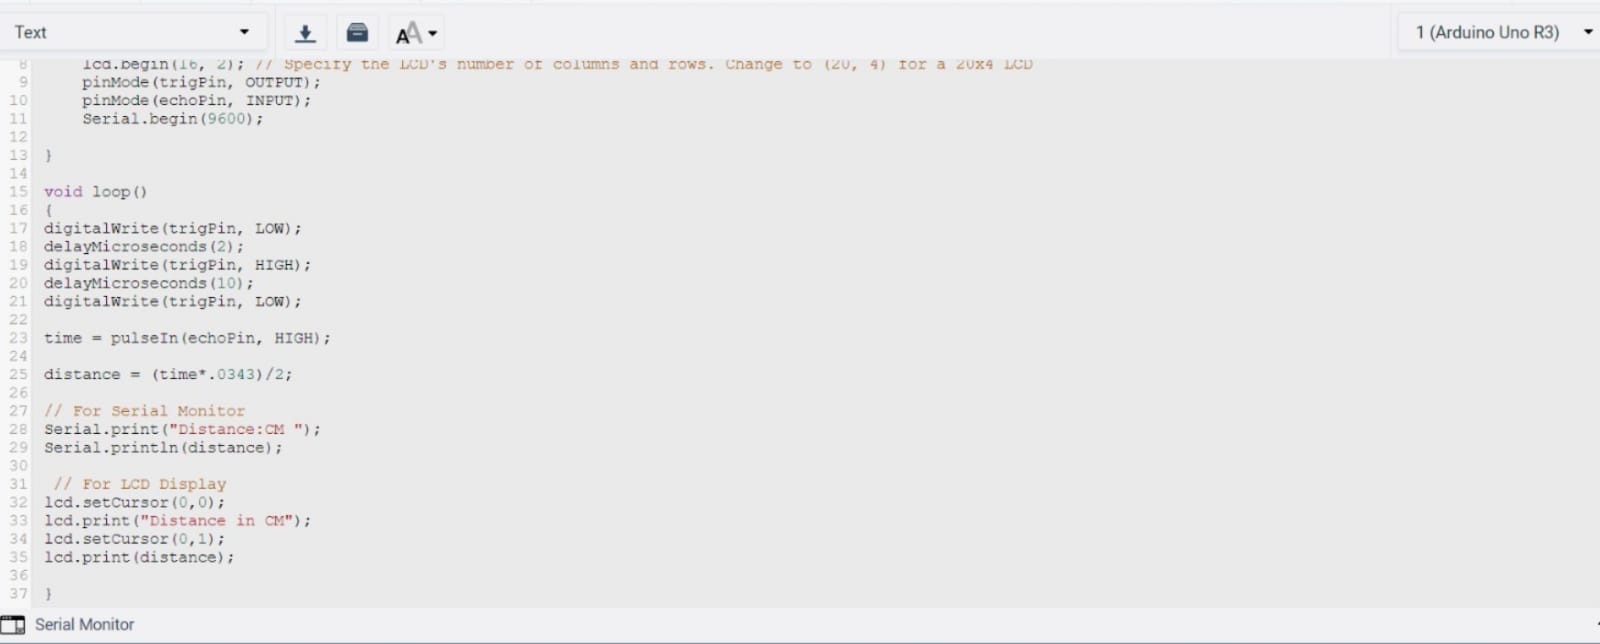 Text
1 (Arduino Uno R3)
8 lcd.begin(16, 2); // Specify the LCD's number of columns and rows. Change to (20, 4) for a 20x4 LCD
9 pinMode(trigPin, OUTPUT);
10 pinMode(echoPin, INPUT);
11 Serial.begin(9600);
12
13 }
14
15 void loop()
16 {
17 digitalWrite(trigPin, LOW);
18 delayMicroseconds(2);
19 digitalWrite(trigPin, HIGH);
20 delayMicroseconds(10);
21 digitalWrite(trigPin, LOW);
22
23 time = pulseIn(echoPin, HIGH);
24
25 distance = (time*.0343)/2;
26
27 // For Serial Monitor
28 Serial.print("Distance:CM ");
29 Serial.println(distance);
30
31 // For LCD Display
32 lcd.setCursor(0,0);
33 lcd.print("Distance in CM");
34 lcd.setCursor(0,1);
35 lcd.print(distance);
36
37 }
Serial Monitor